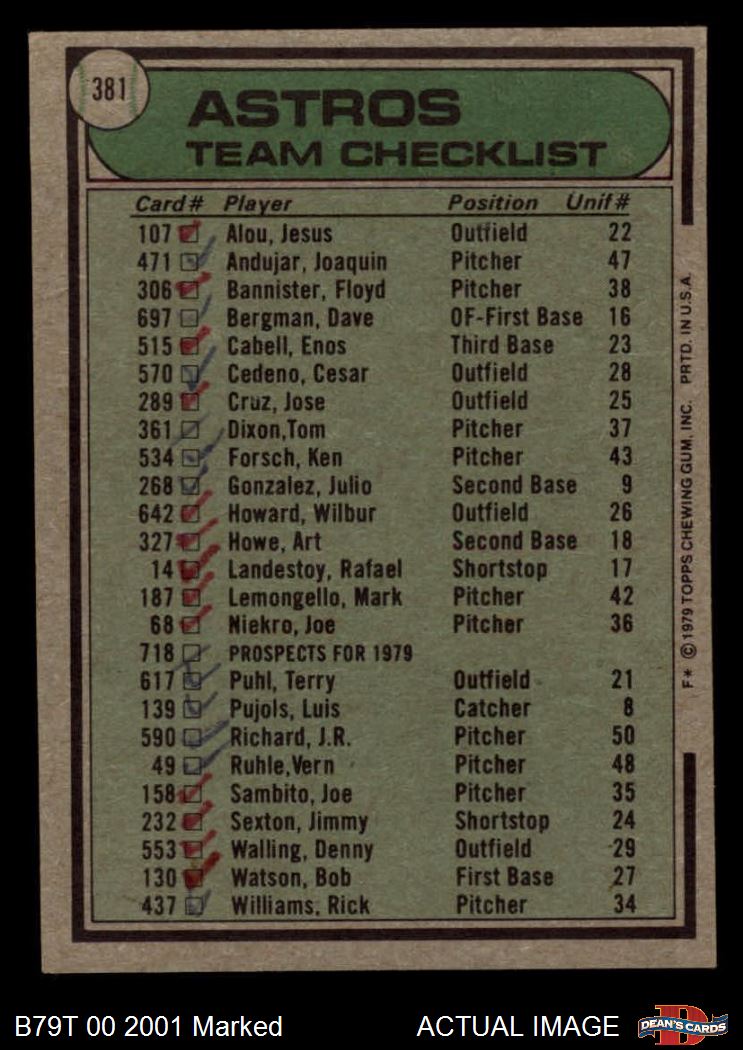 381
ASTROS
TEAM CHECKLIST
Card# Player Position Unif#
107 Alou, Jesus Outfield 22
471 Andujar, Joaquin Pitcher 47
306 Bannister, Floyd Pitcher 38
697 Bergman, Dave OF-First Base 16
515 Cabell, Enos Third Base 23
570 Cedeno, Cesar Outfield 28
289 Cruz, Jose Outfield 25
361 Dixon,Tom Pitcher 37
534 Forsch, Ken Pitcher 43
268 Gonzalez, Julio Second Base 9
642 Howard, Wilbur Outfield 26
327 Howe, Art Second Base 18
14 Landestoy, Rafael Shortstop 17
187 Lemongello, Mark Pitcher 42
68 Niekro, Joe Pitcher 36
718 PROSPECTS FOR 1979
617 Puhl, Terry Outfield 21
139 Pujols, Luis Catcher 8
590 Richard, J.R. Pitcher 50
49 Ruhle,Vern Pitcher 48
158 Sambito, Joe Pitcher 35
232 Sexton, Jimmy Shortstop 24
553 Walling, Denny Outfield 29
130 Watson, Bob First Base 27
437 Williams, Rick Pitcher 34
F* © 1979 TOPPS CHEWING GUM, INC. PRTD. IN U.S.A.
B79T 00 2001 Marked ACTUAL IMAGE
D
DEAN'S CARDS